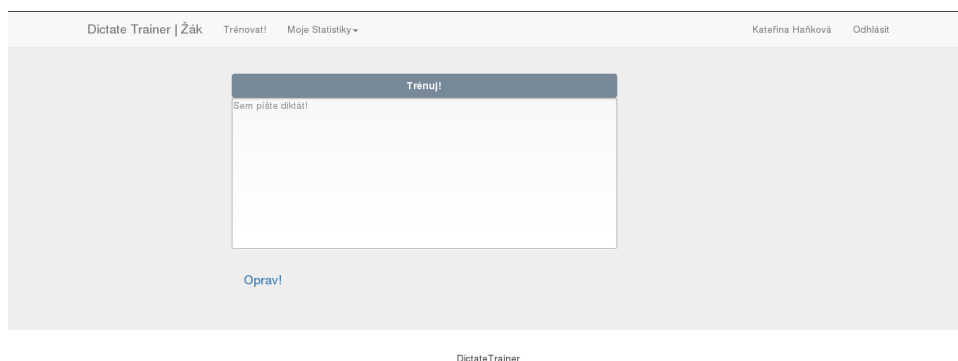 Dictate Trainer | Žák Trénovat! Moje Statistiky Kateřina Haňková Odhlásit
Trénuj!
Sem pište diktát!
Oprav!
DictateTrainer